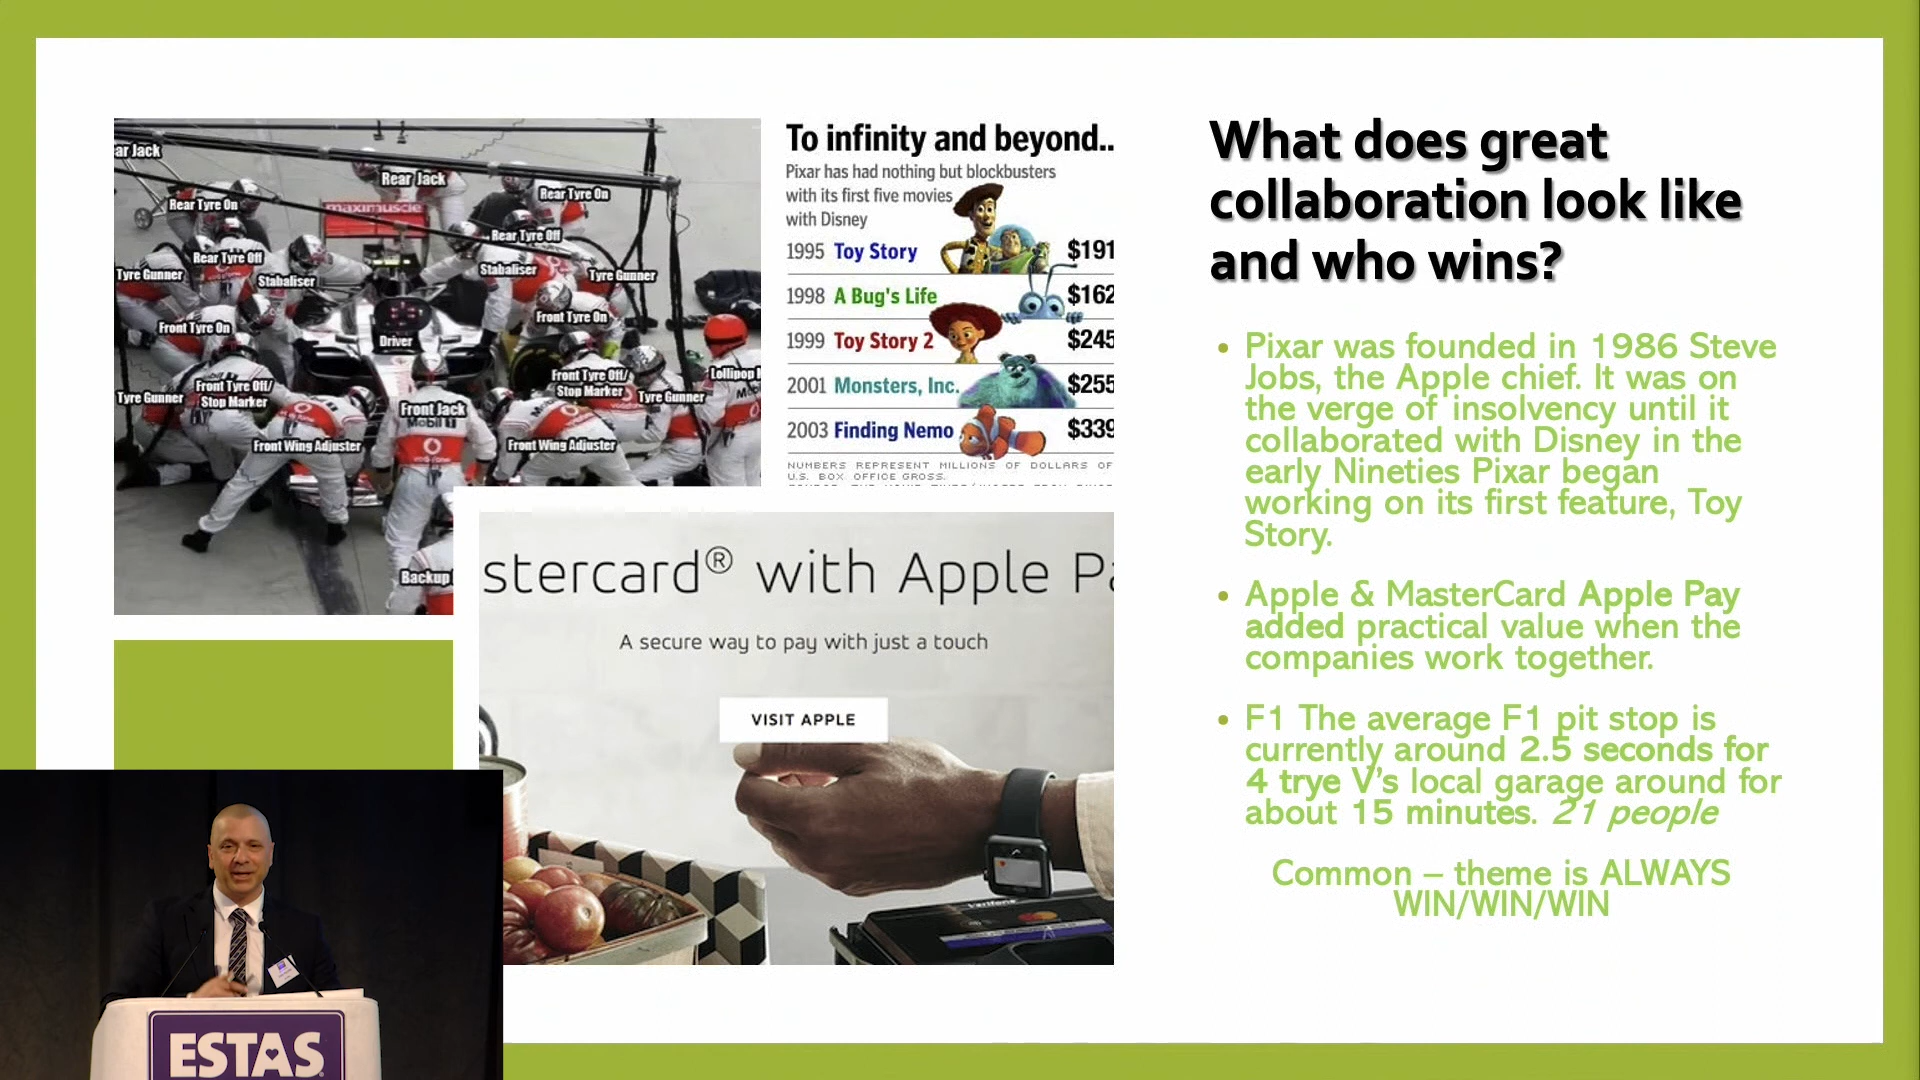 What does great
collaboration look like
and who wins?
• Pixar was founded in 1986 Steve
Jobs, the Apple chief. It was on
the verge of insolvency until it
collaborated with Disney in the
early Nineties Pixar began
working on its first feature, Toy
Story.
• Apple & MasterCard Apple Pay
added practical value when the
companies work together.
• F1 The average F1 pit stop is
currently around 2.5 seconds for
4 trye V's local garage around for
about 15 minutes. 21 people
Common – theme is ALWAYS
WIN/WIN/WIN
ar Jack
Rear Jack
Rear Tyre On
Rear Tyre On
maximuscle
Rear Tyre Off
Rear Tyre Off
Tyre Gunner
Stabaliser
Stabaliser
Tyre Gunner
Front Tyre On
Front Tyre On
Driver
Front Tyre Off/
Stop Marker
Front Tyre Off/
Stop Marker
Lollipop
Tyre Gunner
Tyre Gunner
Front Jack
Mobil 1
Front Wing Adjuster
Front Wing Adjuster
Backup
To infinity and beyond..
Pixar has had nothing but blockbusters
with its first five movies
with Disney
1995 Toy Story $191
1998 A Bug's Life $162
1999 Toy Story 2 $245
2001 Monsters, Inc. $255
2003 Finding Nemo $339
NUMBERS REPRESENT MILLIONS OF DOLLARS OF
U.S. BOX OFFICE GROSS.
stercard® with Apple Pa
A secure way to pay with just a touch
VISIT APPLE
Verifone
ESTAS